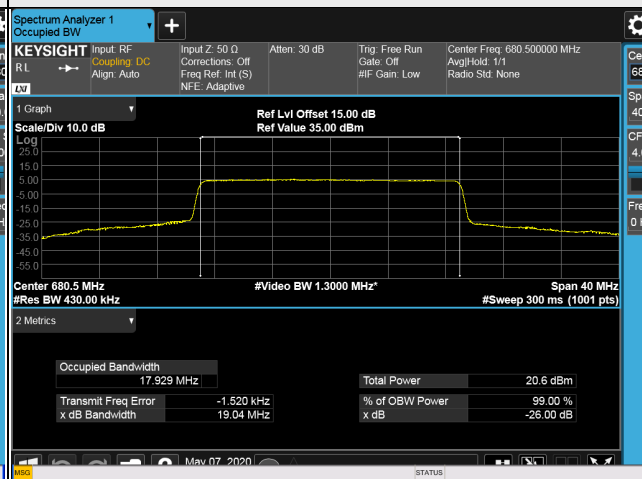 Spectrum Analyzer 1
Occupied BW
KEYSIGHT Input: RF Input Z: 50 Ω Atten: 30 dB Trig: Free Run Center Freq: 680.500000 MHz
RL Coupling: DC Corrections: Off Gate: Off Avg|Hold: 1/1
Align: Auto Freq Ref: Int (S) #IF Gain: Low Radio Std: None
LXI NFE: Adaptive
1 Graph
Ref Lvl Offset 15.00 dB
Scale/Div 10.0 dB Ref Value 35.00 dBm
Log
25.0
15.0
5.00
-5.00
-15.0
-25.0
-35.0
-45.0
-55.0
Center 680.5 MHz #Video BW 1.3000 MHz* Span 40 MHz
#Res BW 430.00 kHz #Sweep 300 ms (1001 pts)
2 Metrics
Occupied Bandwidth
17.929 MHz Total Power 20.6 dBm
Transmit Freq Error -1.520 kHz % of OBW Power 99.00 %
x dB Bandwidth 19.04 MHz x dB -26.00 dB
May 07, 2020
MSG STATUS